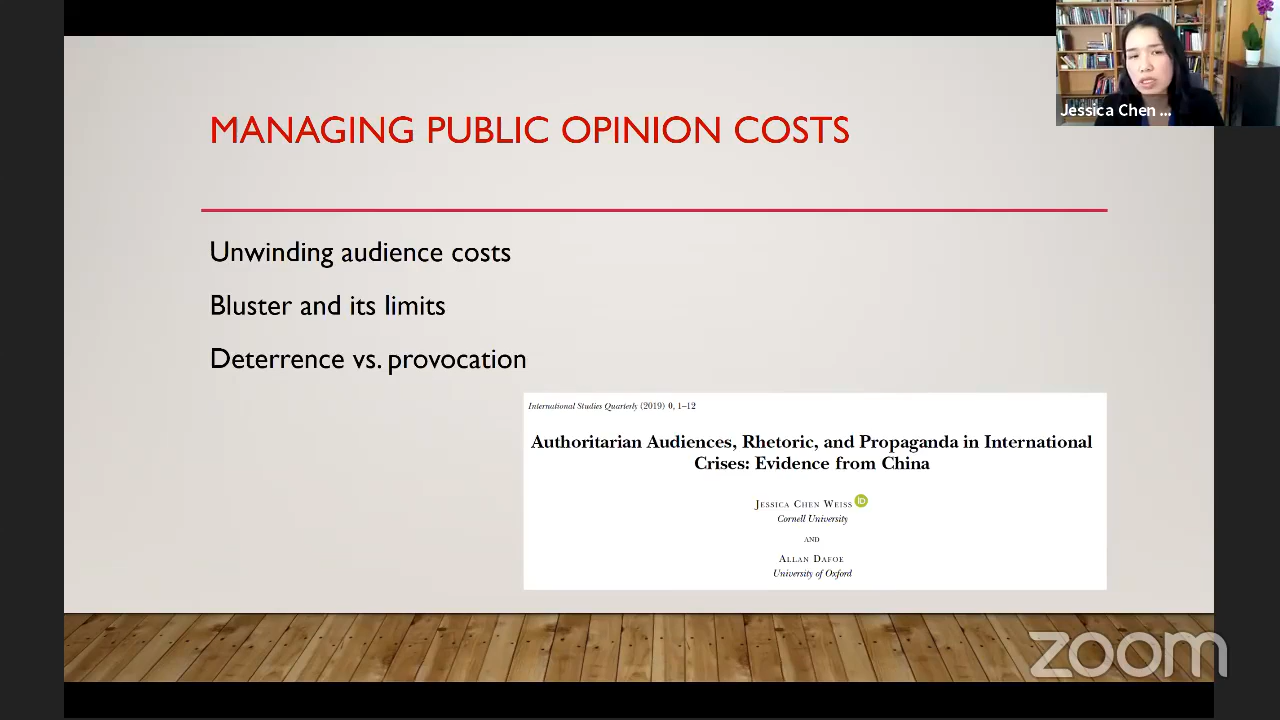 Jessica Chen ...
MANAGING PUBLIC OPINION COSTS
Unwinding audience costs
Bluster and its limits
Deterrence vs. provocation
International Studies Quarterly (2019) 0, 1–12
Authoritarian Audiences, Rhetoric, and Propaganda in International
Crises: Evidence from China
JESSICA CHEN WEISS iD
Cornell University
AND
ALLAN DAFOE
University of Oxford
zoom